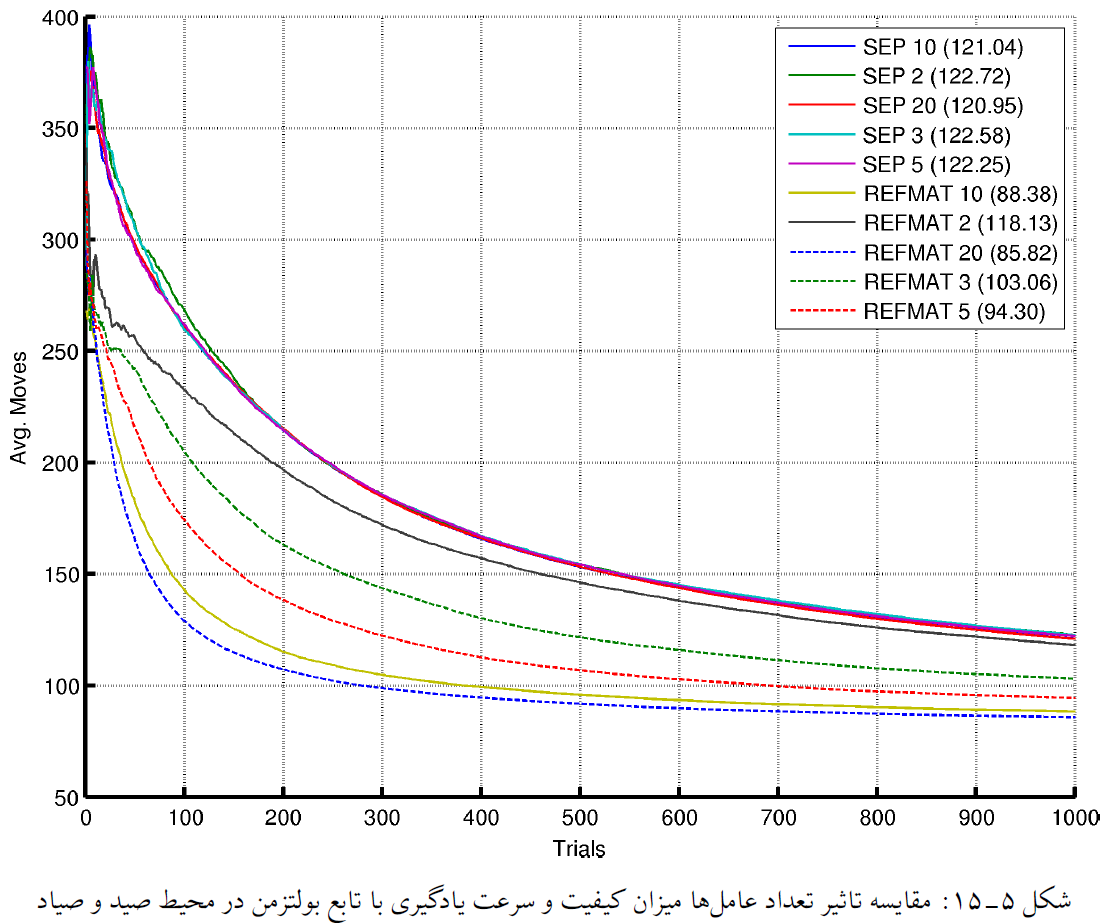 400
350
300
250
200
150
100
50
0 100 200 300 400 500 600 700 800 900 1000
Avg. Moves
Trials
SEP 10 (121.04)
SEP 2 (122.72)
SEP 20 (120.95)
SEP 3 (122.58)
SEP 5 (122.25)
REFMAT 10 (88.38)
REFMAT 2 (118.13)
REFMAT 20 (85.82)
REFMAT 3 (103.06)
REFMAT 5 (94.30)
شکل ۵-۱۵: مقایسه تاثیر تعداد عامل‌ها میزان کیفیت و سرعت یادگیری با تابع بولتزمن در محیط صید و صیاد